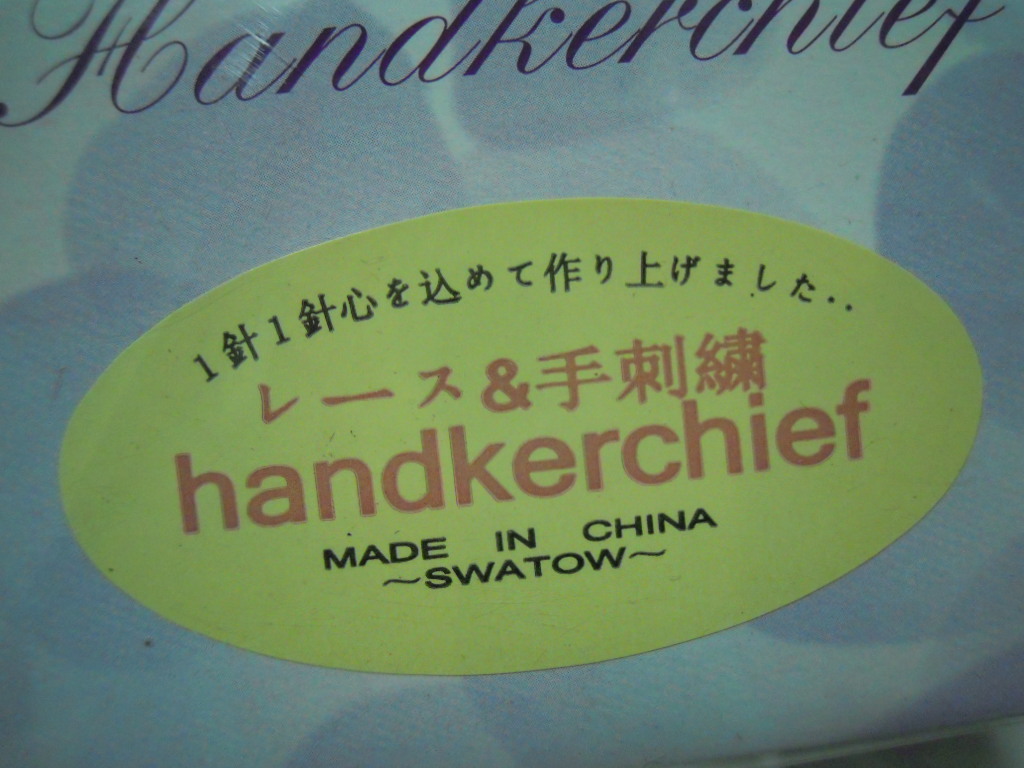 Handkerchief
1針1針心を込めて作り上げました..
レース&手刺繍
handkerchief
MADE IN CHINA
~SWATOW~